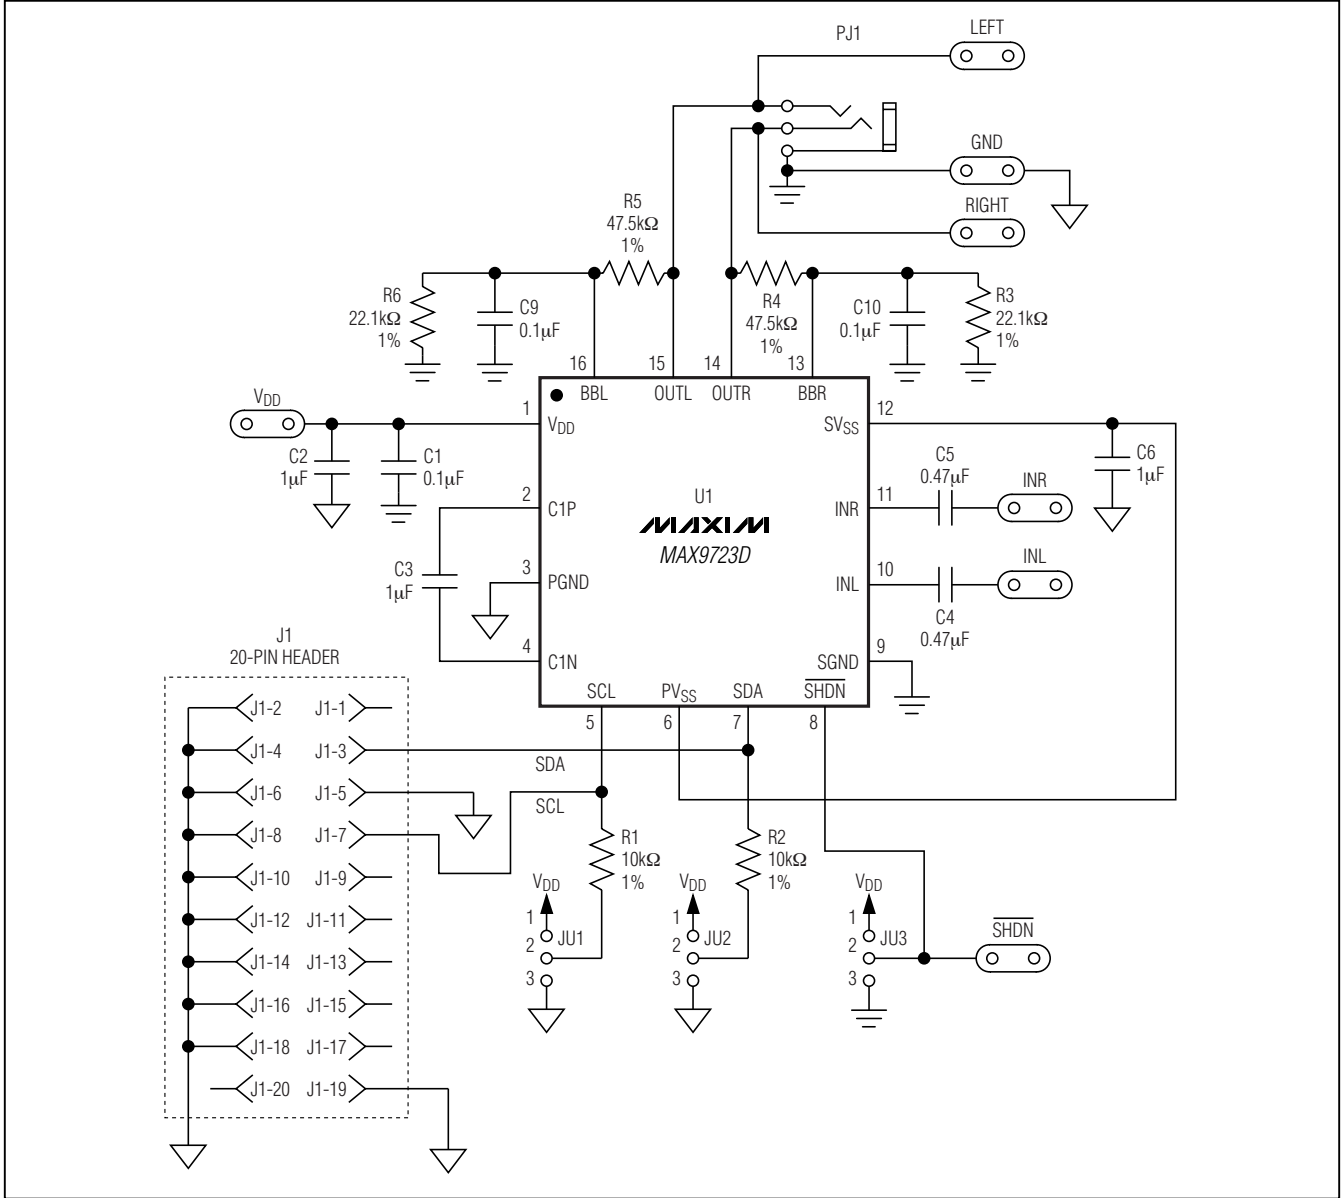 PJ1
LEFT
GND
RIGHT
R5
47.5kΩ
1%
R6
22.1kΩ
1%
C9
0.1µF
R4
47.5kΩ
1%
C10
0.1µF
R3
22.1kΩ
1%
16 15 14 13
BBL OUTL OUTR BBR
VDD
1
VDD
C2
1µF
C1
0.1µF
12
SVSS
C6
1µF
2
C1P
C3
1µF
3
PGND
4
C1N
U1
MAXIM
MAX9723D
C5
0.47µF
11
INR
INR
INL
10
INL
C4
0.47µF
9
SGND
SCL PVSS SDA SHDN
5 6 7 8
J1
20-PIN HEADER
J1-2 J1-1
J1-4 J1-3
SDA
J1-6 J1-5
SCL
J1-8 J1-7
J1-10 J1-9
J1-12 J1-11
J1-14 J1-13
J1-16 J1-15
J1-18 J1-17
J1-20 J1-19
R1
10kΩ
1%
R2
10kΩ
1%
VDD
1
2
3
JU1
VDD
1
2
3
JU2
VDD
1
2
3
JU3
SHDN